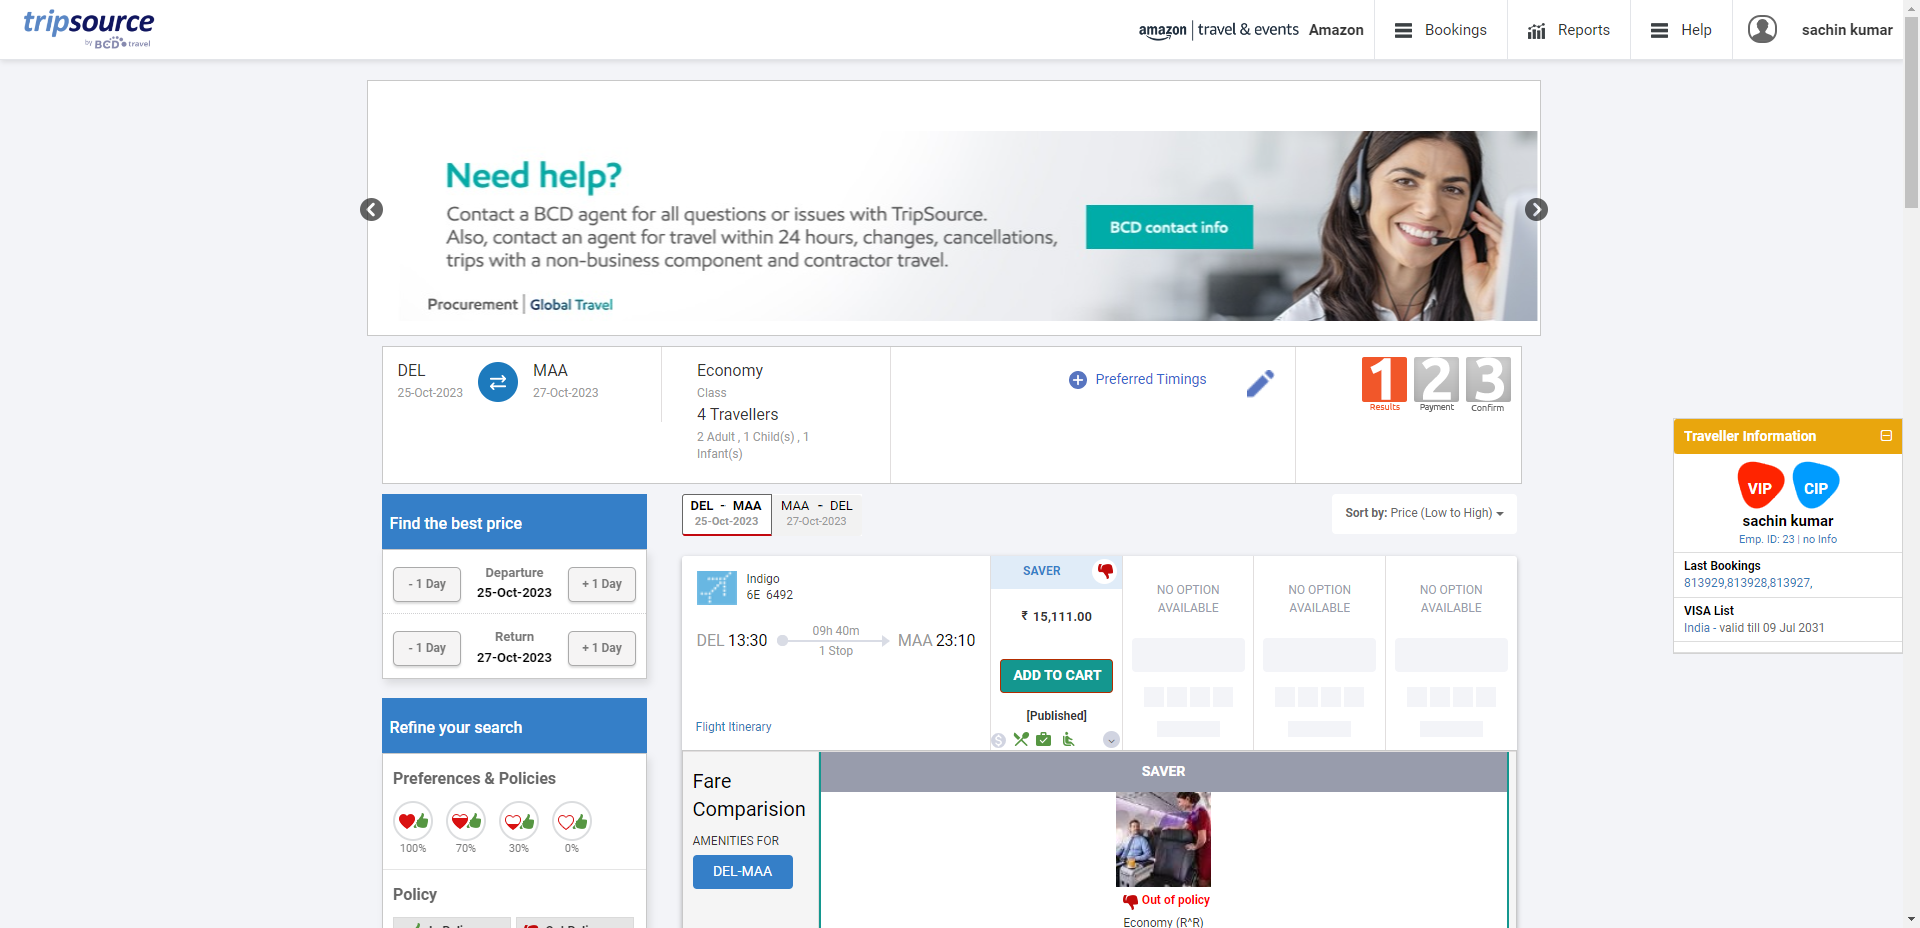 tripsource
by BCD travel
amazon | travel & events Amazon
Bookings
Reports
Help
sachin kumar
Need help?
Contact a BCD agent for all questions or issues with TripSource.
Also, contact an agent for travel within 24 hours, changes, cancellations,
trips with a non-business component and contractor travel.
BCD contact info
Procurement | Global Travel
DEL
25-Oct-2023
MAA
27-Oct-2023
Economy
Class
4 Travellers
2 Adult , 1 Child(s) , 1
Infant(s)
Preferred Timings
1 2 3
Results Payment Confirm
Traveller Information
VIP CIP
sachin kumar
Emp. ID: 23 | no Info
Last Bookings
813929,813928,813927,
VISA List
India - valid till 09 Jul 2031
Find the best price
- 1 Day
Departure
25-Oct-2023
+ 1 Day
- 1 Day
Return
27-Oct-2023
+ 1 Day
Refine your search
Preferences & Policies
100% 70% 30% 0%
Policy
DEL - MAA
25-Oct-2023
MAA - DEL
27-Oct-2023
Sort by: Price (Low to High)
Indigo
6E 6492
DEL 13:30
09h 40m
1 Stop
MAA 23:10
Flight Itinerary
SAVER
₹ 15,111.00
ADD TO CART
[Published]
NO OPTION
AVAILABLE
NO OPTION
AVAILABLE
NO OPTION
AVAILABLE
Fare
Comparision
AMENITIES FOR
DEL-MAA
SAVER
Out of policy
Economy (R^R)